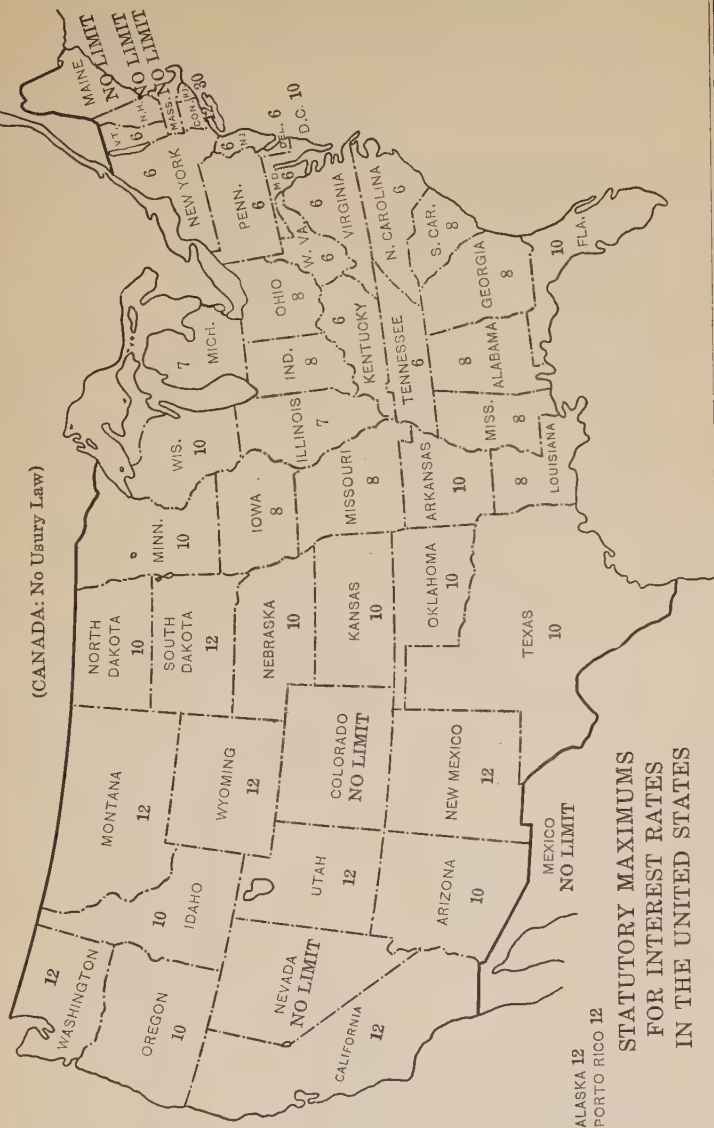 (CANADA: No Usury Law)
WASHINGTON
12
OREGON
10
CALIFORNIA
12
NEVADA
NO LIMIT
IDAHO
10
MONTANA
12
WYOMING
12
UTAH
12
COLORADO
NO LIMIT
ARIZONA
10
NEW MEXICO
12
NORTH
DAKOTA
10
SOUTH
DAKOTA
12
NEBRASKA
10
KANSAS
10
OKLAHOMA
10
TEXAS
10
MINN.
10
IOWA
8
MISSOURI
8
ARKANSAS
10
LOUISIANA
8
WIS.
10
ILLINOIS
7
MICH.
7
IND.
8
OHIO
8
KENTUCKY
6
TENNESSEE
6
MISS.
8
ALABAMA
8
GEORGIA
8
FLA.
10
S. CAR.
8
N. CAROLINA
6
VIRGINIA
6
W. VA.
6
MD.
6
DEL. 6
D.C. 10
PENN.
6
N.J.
6
NEW YORK
6
CON.
12
R.I.
30
MASS.
NO LIMIT
VT.
6
N.H.
NO LIMIT
MAINE
NO LIMIT
MEXICO
NO LIMIT
ALASKA 12
PORTO RICO 12
STATUTORY MAXIMUMS
FOR INTEREST RATES
IN THE UNITED STATES